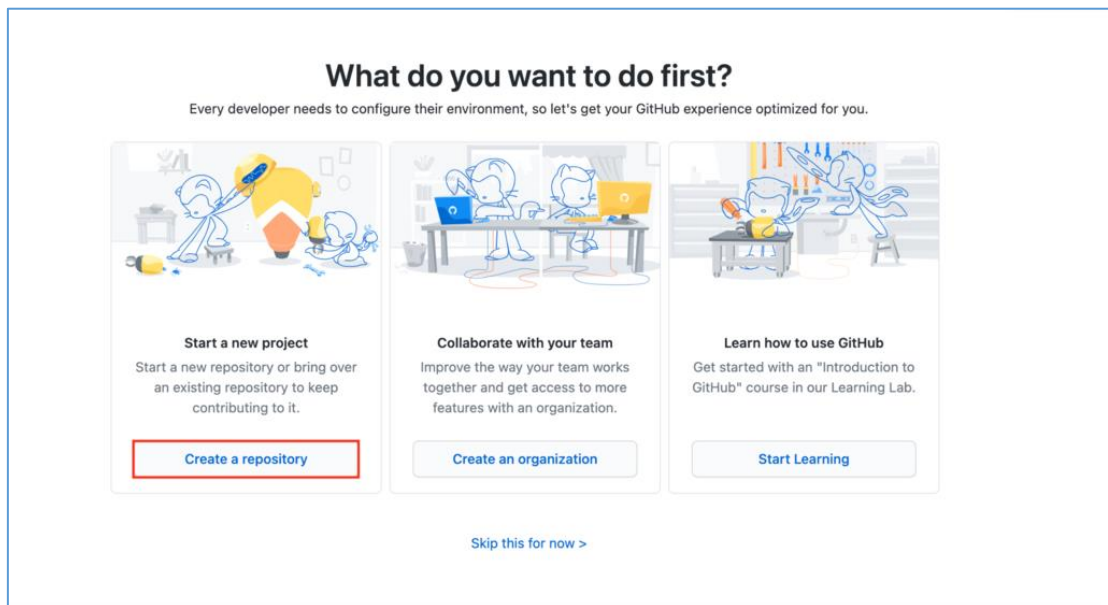 What do you want to do first?
Every developer needs to configure their environment, so let's get your GitHub experience optimized for you.
Start a new project
Start a new repository or bring over
an existing repository to keep
contributing to it.
Create a repository
Collaborate with your team
Improve the way your team works
together and get access to more
features with an organization.
Create an organization
Learn how to use GitHub
Get started with an "Introduction to
GitHub" course in our Learning Lab.
Start Learning
Skip this for now >